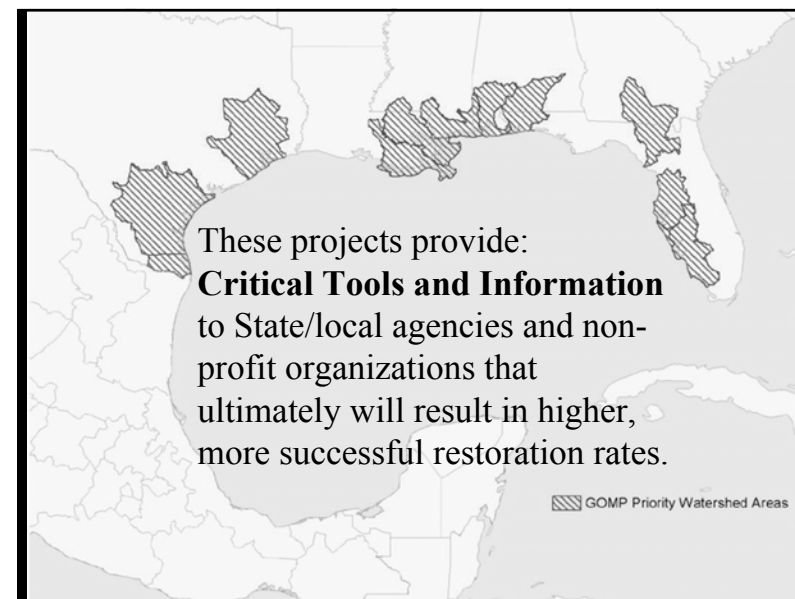 These projects provide:
Critical Tools and Information
to State/local agencies and non-
profit organizations that
ultimately will result in higher,
more successful restoration rates.
GOMP Priority Watershed Areas